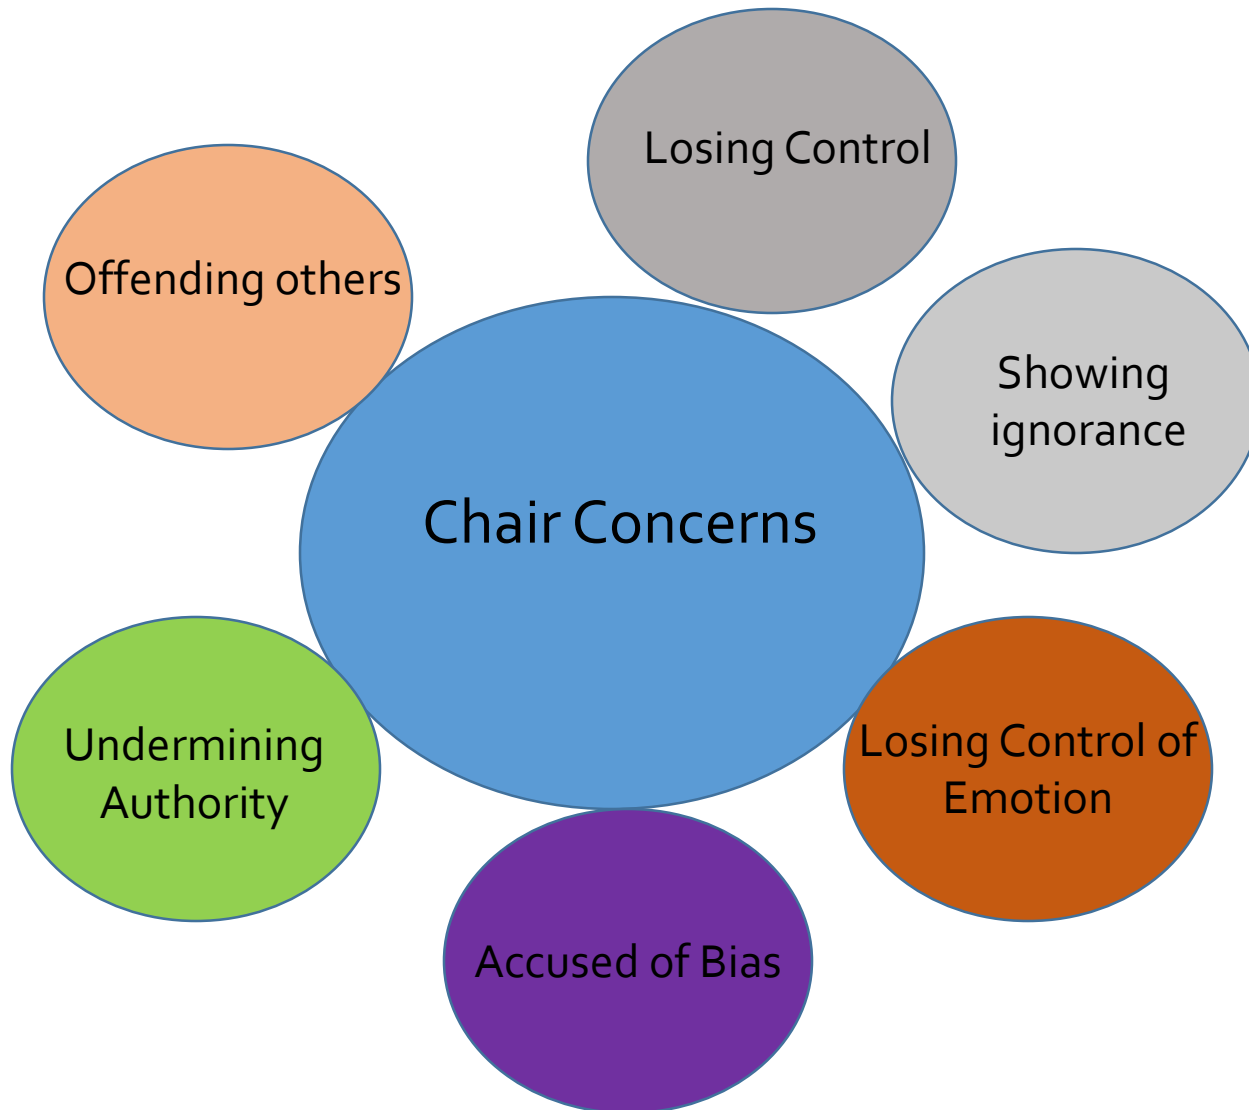 Losing Control
Offending others
Showing
ignorance
Chair Concerns
Undermining
Authority
Losing Control of
Emotion
Accused of Bias